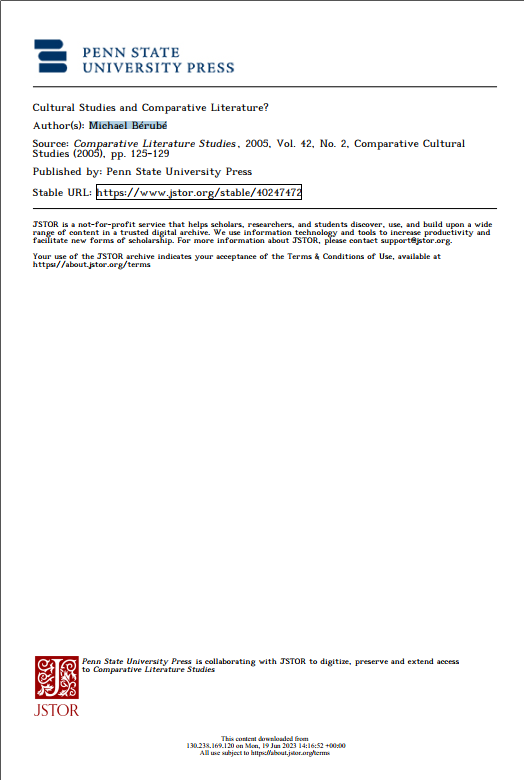 PENN STATE
UNIVERSITY PRESS
Cultural Studies and Comparative Literature?
Author(s): Michael Bérubé
Source: Comparative Literature Studies, 2005, Vol. 42, No. 2, Comparative Cultural
Studies (2005), pp. 125-129
Published by: Penn State University Press
Stable URL: https://www.jstor.org/stable/40247472
JSTOR is a not-for-profit service that helps scholars, researchers, and students discover, use, and build upon a wide
range of content in a trusted digital archive. We use information technology and tools to increase productivity and
facilitate new forms of scholarship. For more information about JSTOR, please contact support@jstor.org.
Your use of the JSTOR archive indicates your acceptance of the Terms & Conditions of Use, available at
https://about.jstor.org/terms
Penn State University Press is collaborating with JSTOR to digitize, preserve and extend access
to Comparative Literature Studies
JSTOR
This content downloaded from
130.238.169.120 on Mon, 19 Jun 2023 14:16:52 +00:00
All use subject to https://about.jstor.org/terms